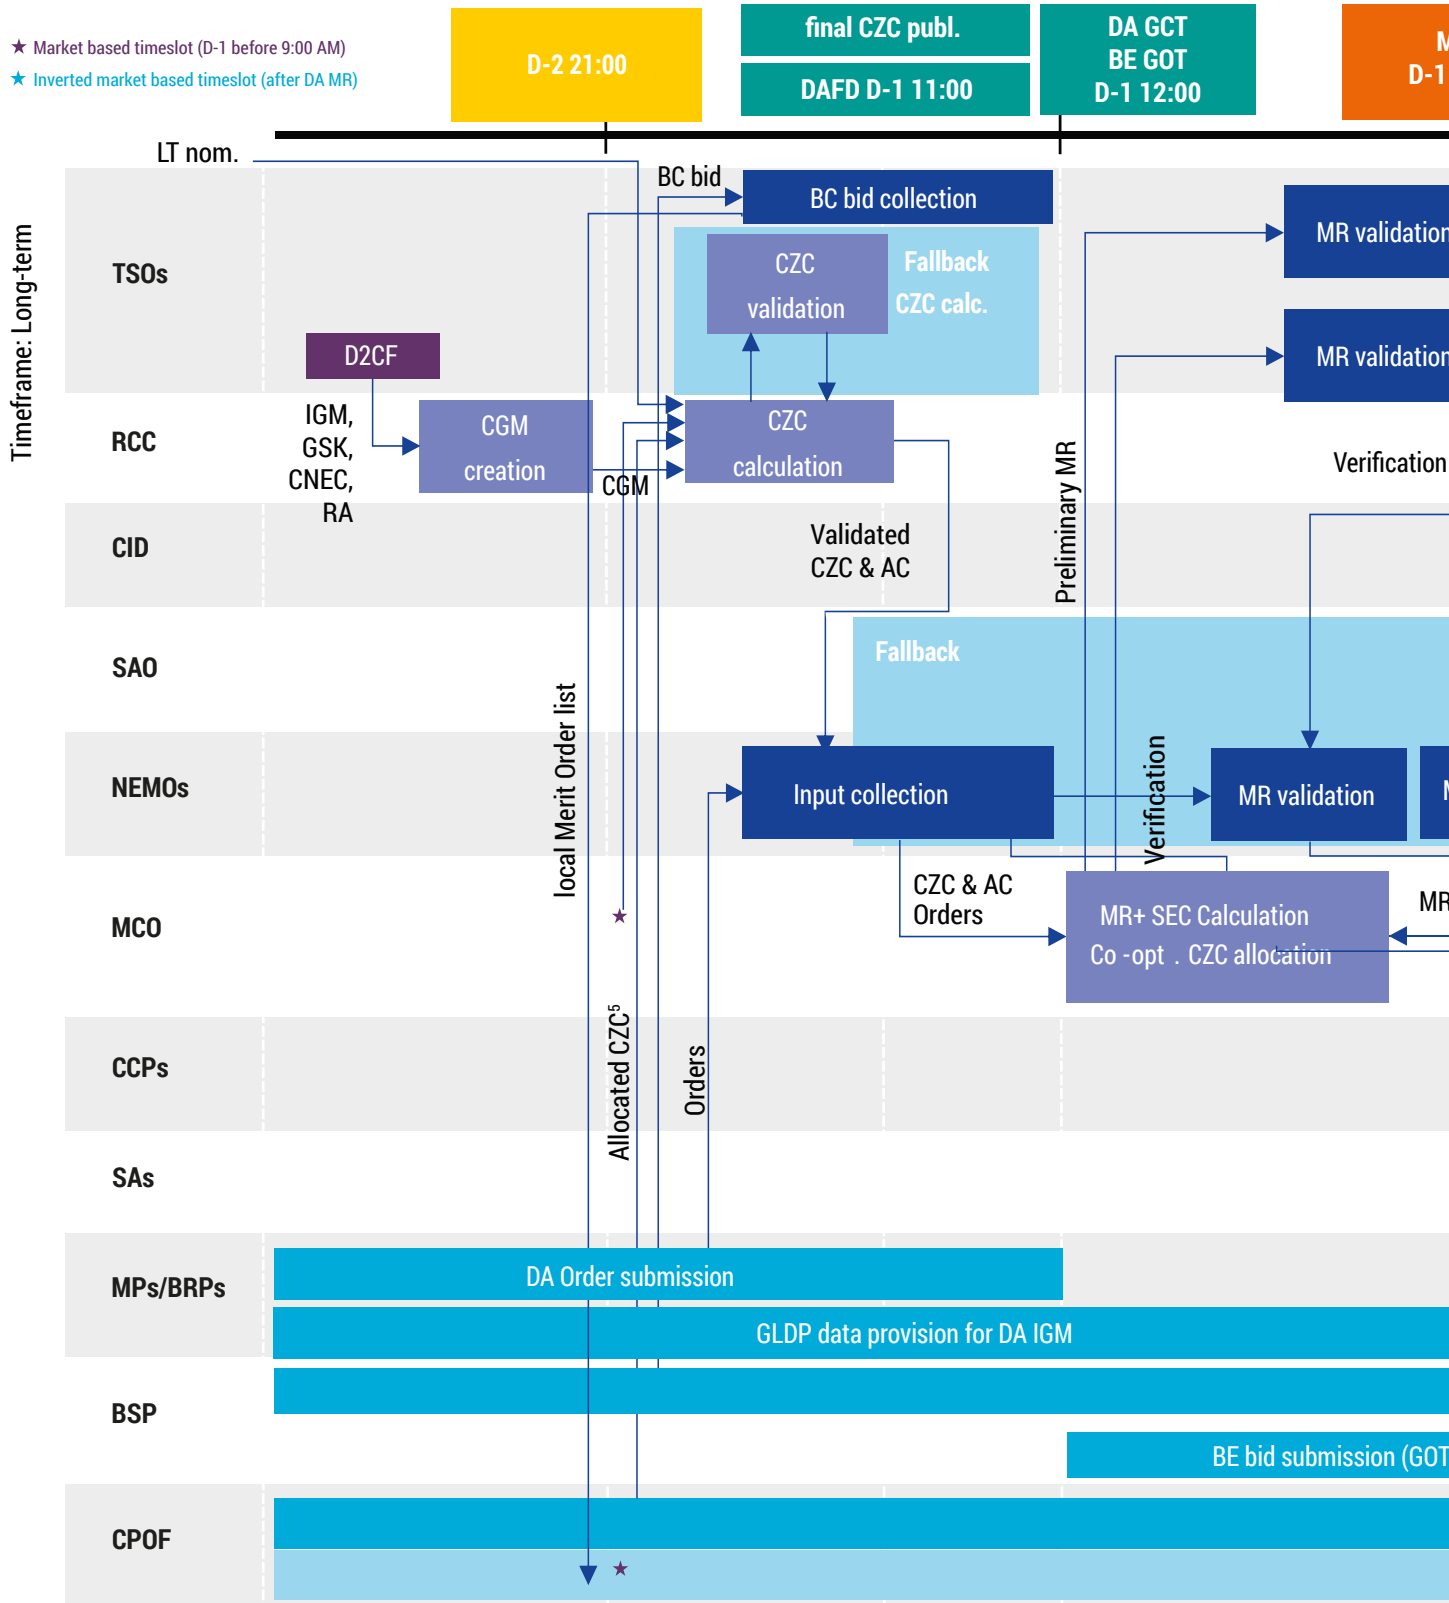 ★ Market based timeslot (D-1 before 9:00 AM)
★ Inverted market based timeslot (after DA MR)
D-2 21:00
final CZC publ.
DAFD D-1 11:00
DA GCT
BE GOT
D-1 12:00
M
D-1
Timeframe: Long-term
LT nom.
BC bid
BC bid collection
MR validation
TSOs
CZC
validation
Fallback
CZC calc.
D2CF
MR validation
RCC
IGM,
GSK,
CNEC,
RA
CGM
creation
CGM
CZC
calculation
Preliminary MR
Verification
CID
Validated
CZC & AC
SAO
Fallback
local Merit Order list
NEMOs
Input collection
Verification
MR validation
M
MCO
★
CZC & AC
Orders
MR+ SEC Calculation
Co -opt . CZC allocation
MR
CCPs
Allocated CZC⁵
Orders
SAs
MPs/BRPs
DA Order submission
GLDP data provision for DA IGM
BSP
BE bid submission (GOT
CPOF
★